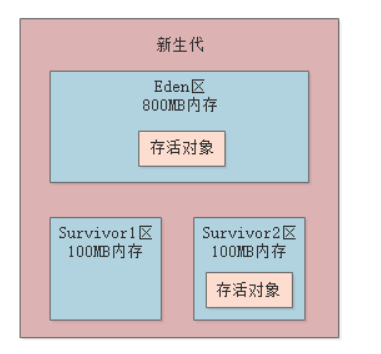 新生代
Eden区
800MB内存
存活对象
Survivor1区
100MB内存
Survivor2区
100MB内存
存活对象